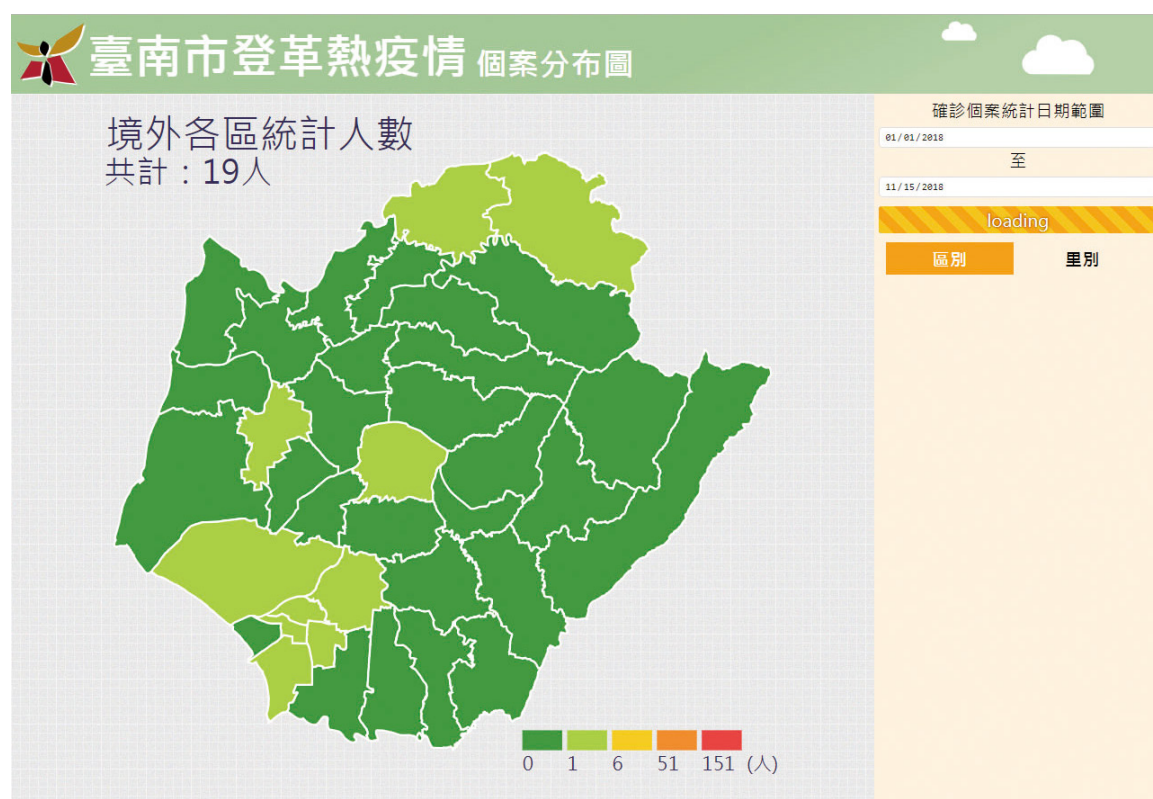 臺南市登革熱疫情 個案分布圖
境外各區統計人數
共計：19人
確診個案統計日期範圍
01/01/2018
至
11/15/2018
loading
區別 里別
0 1 6 51 151 (人)